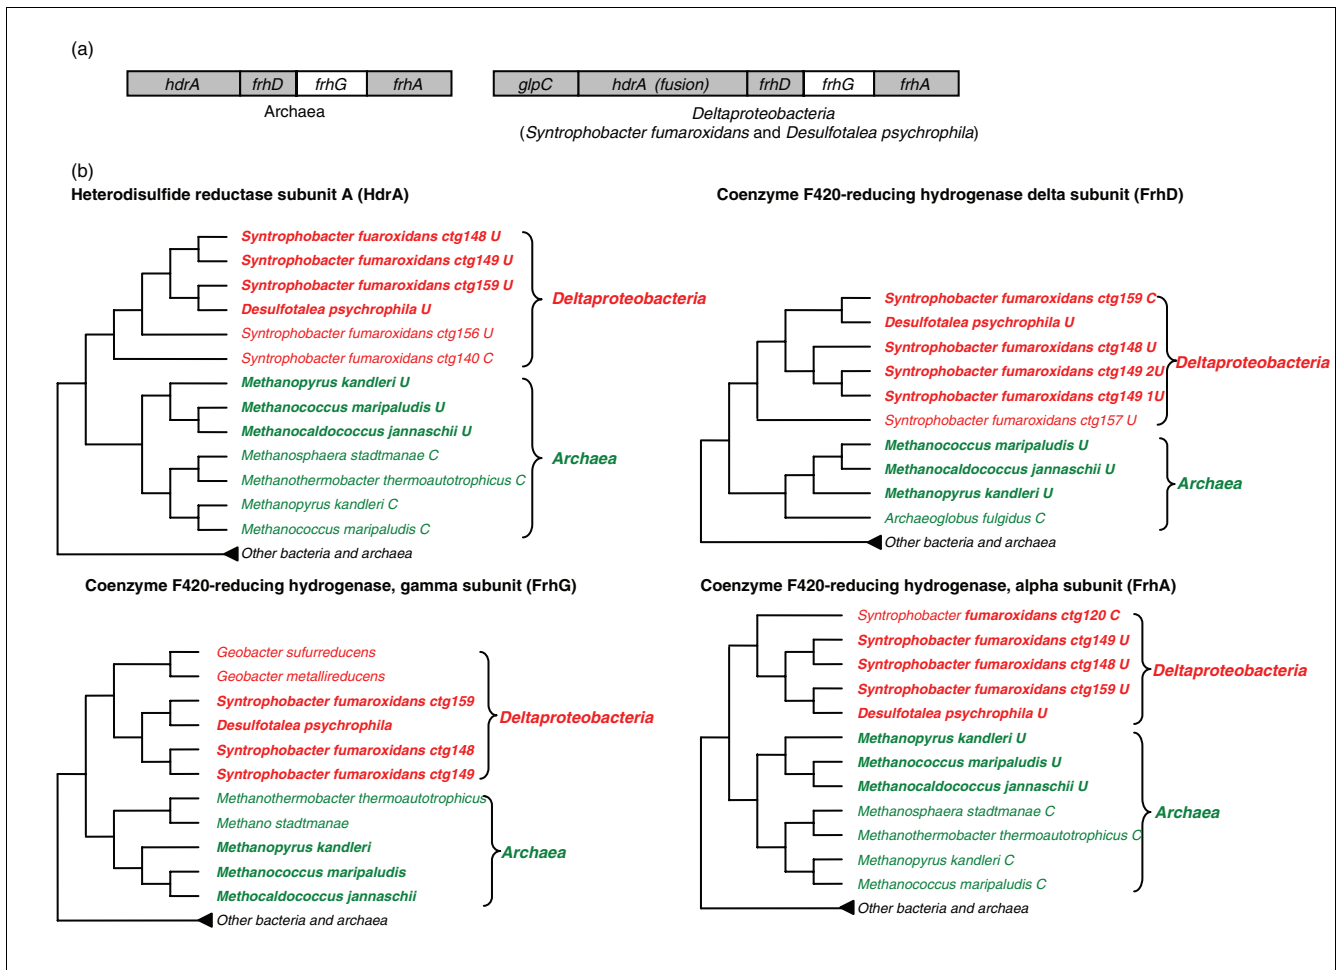 (a)
hdrA frhD frhG frhA
Archaea
glpC hdrA (fusion) frhD frhG frhA
Deltaproteobacteria
(Syntrophobacter fumaroxidans and Desulfotalea psychrophila)
(b)
Heterodisulfide reductase subunit A (HdrA)
Syntrophobacter fuaroxidans ctg148 U
Syntrophobacter fumaroxidans ctg149 U
Syntrophobacter fumaroxidans ctg159 U
Desulfotalea psychrophila U
Syntrophobacter fumaroxidans ctg156 U
Syntrophobacter fumaroxidans ctg140 C
Deltaproteobacteria
Methanopyrus kandleri U
Methanococcus maripaludis U
Methanocaldococcus jannaschii U
Methanosphaera stadtmanae C
Methanothermobacter thermoautotrophicus C
Methanopyrus kandleri C
Methanococcus maripaludis C
Archaea
Other bacteria and archaea
Coenzyme F420-reducing hydrogenase delta subunit (FrhD)
Syntrophobacter fumaroxidans ctg159 C
Desulfotalea psychrophila U
Syntrophobacter fumaroxidans ctg148 U
Syntrophobacter fumaroxidans ctg149 2U
Syntrophobacter fumaroxidans ctg149 1U
Syntrophobacter fumaroxidans ctg157 U
Deltaproteobacteria
Methanococcus maripaludis U
Methanocaldococcus jannaschii U
Methanopyrus kandleri U
Archaeoglobus fulgidus C
Archaea
Other bacteria and archaea
Coenzyme F420-reducing hydrogenase, gamma subunit (FrhG)
Geobacter sufurreducens
Geobacter metallireducens
Syntrophobacter fumaroxidans ctg159
Desulfotalea psychrophila
Syntrophobacter fumaroxidans ctg148
Syntrophobacter fumaroxidans ctg149
Deltaproteobacteria
Methanothermobacter thermoautotrophicus
Methano stadtmanae
Methanopyrus kandleri
Methanococcus maripaludis
Methocaldococcus jannaschii
Archaea
Other bacteria and archaea
Coenzyme F420-reducing hydrogenase, alpha subunit (FrhA)
Syntrophobacter fumaroxidans ctg120 C
Syntrophobacter fumaroxidans ctg149 U
Syntrophobacter fumaroxidans ctg148 U
Syntrophobacter fumaroxidans ctg159 U
Desulfotalea psychrophila U
Deltaproteobacteria
Methanopyrus kandleri U
Methanococcus maripaludis U
Methanocaldococcus jannaschii U
Methanosphaera stadtmanae C
Methanothermobacter thermoautotrophicus C
Methanopyrus kandleri C
Methanococcus maripaludis C
Archaea
Other bacteria and archaea